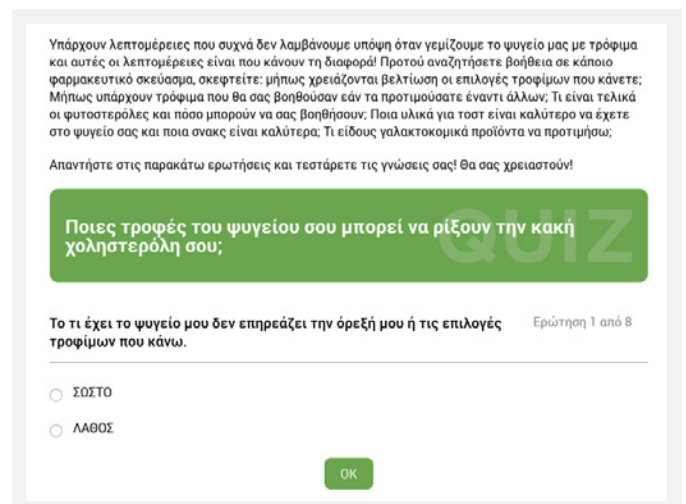 Υπάρχουν λεπτομέρειες που συχνά δεν λαμβάνουμε υπόψη όταν γεμίζουμε το ψυγείο μας με τρόφιμα
και αυτές οι λεπτομέρειες είναι που κάνουν τη διαφορά! Προτού αναζητήσετε βοήθεια σε κάποιο
φαρμακευτικό σκεύασμα, σκεφτείτε: μήπως χρειάζονται βελτίωση οι επιλογές τροφίμων που κάνετε;
Μήπως υπάρχουν τρόφιμα που θα σας βοηθούσαν εάν τα προτιμούσατε έναντι άλλων; Τι είναι τελικά
οι φυτοστερόλες και πόσο μπορούν να σας βοηθήσουν; Ποια υλικά για τοστ είναι καλύτερο να έχετε
στο ψυγείο σας και ποια σνακς είναι καλύτερα; Τι είδους γαλακτοκομικά προϊόντα να προτιμήσω;
Απαντήστε στις παρακάτω ερωτήσεις και τεστάρετε τις γνώσεις σας! Θα σας χρειαστούν!
QUIZ
Ποιες τροφές του ψυγείου σου μπορεί να ρίξουν την κακή
χοληστερόλη σου;
Το τι έχει το ψυγείο μου δεν επηρεάζει την όρεξή μου ή τις επιλογές
τροφίμων που κάνω.
Ερώτηση 1 από 8
ΣΩΣΤΟ
ΛΑΘΟΣ
OK